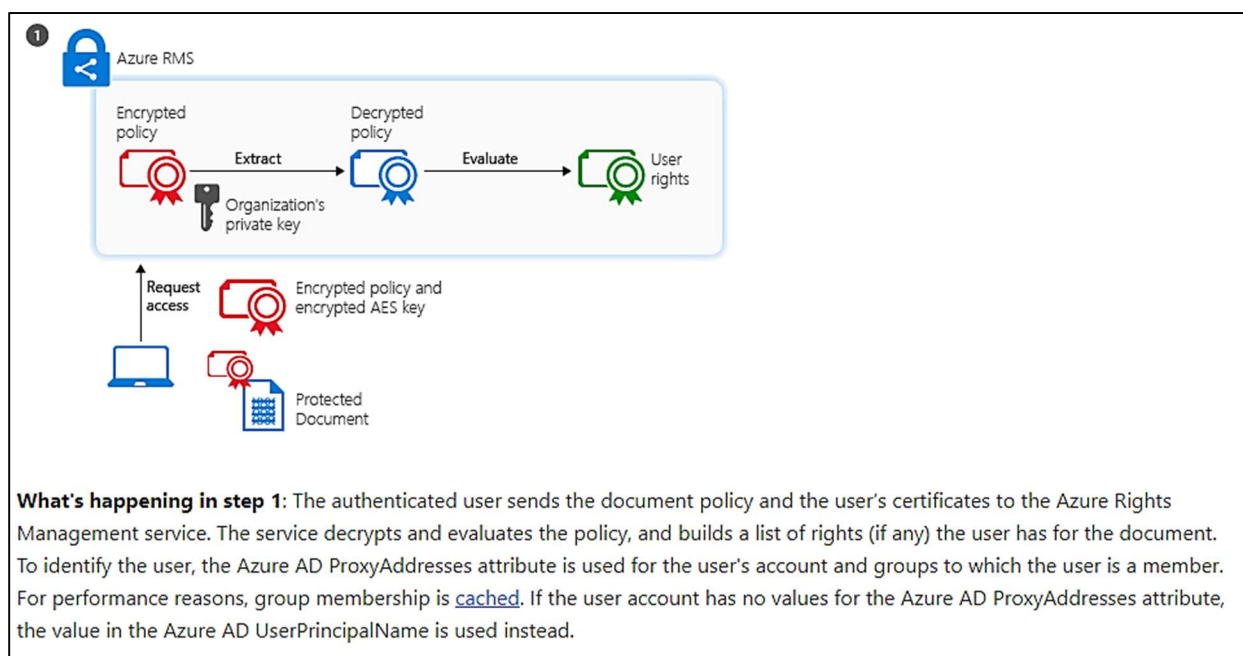 1
Azure RMS
Encrypted
policy
Decrypted
policy
Extract
Evaluate
User
rights
Organization's
private key
Request
access
Encrypted policy and
encrypted AES key
Protected
Document
What's happening in step 1: The authenticated user sends the document policy and the user's certificates to the Azure Rights
Management service. The service decrypts and evaluates the policy, and builds a list of rights (if any) the user has for the document.
To identify the user, the Azure AD ProxyAddresses attribute is used for the user's account and groups to which the user is a member.
For performance reasons, group membership is cached. If the user account has no values for the Azure AD ProxyAddresses attribute,
the value in the Azure AD UserPrincipalName is used instead.